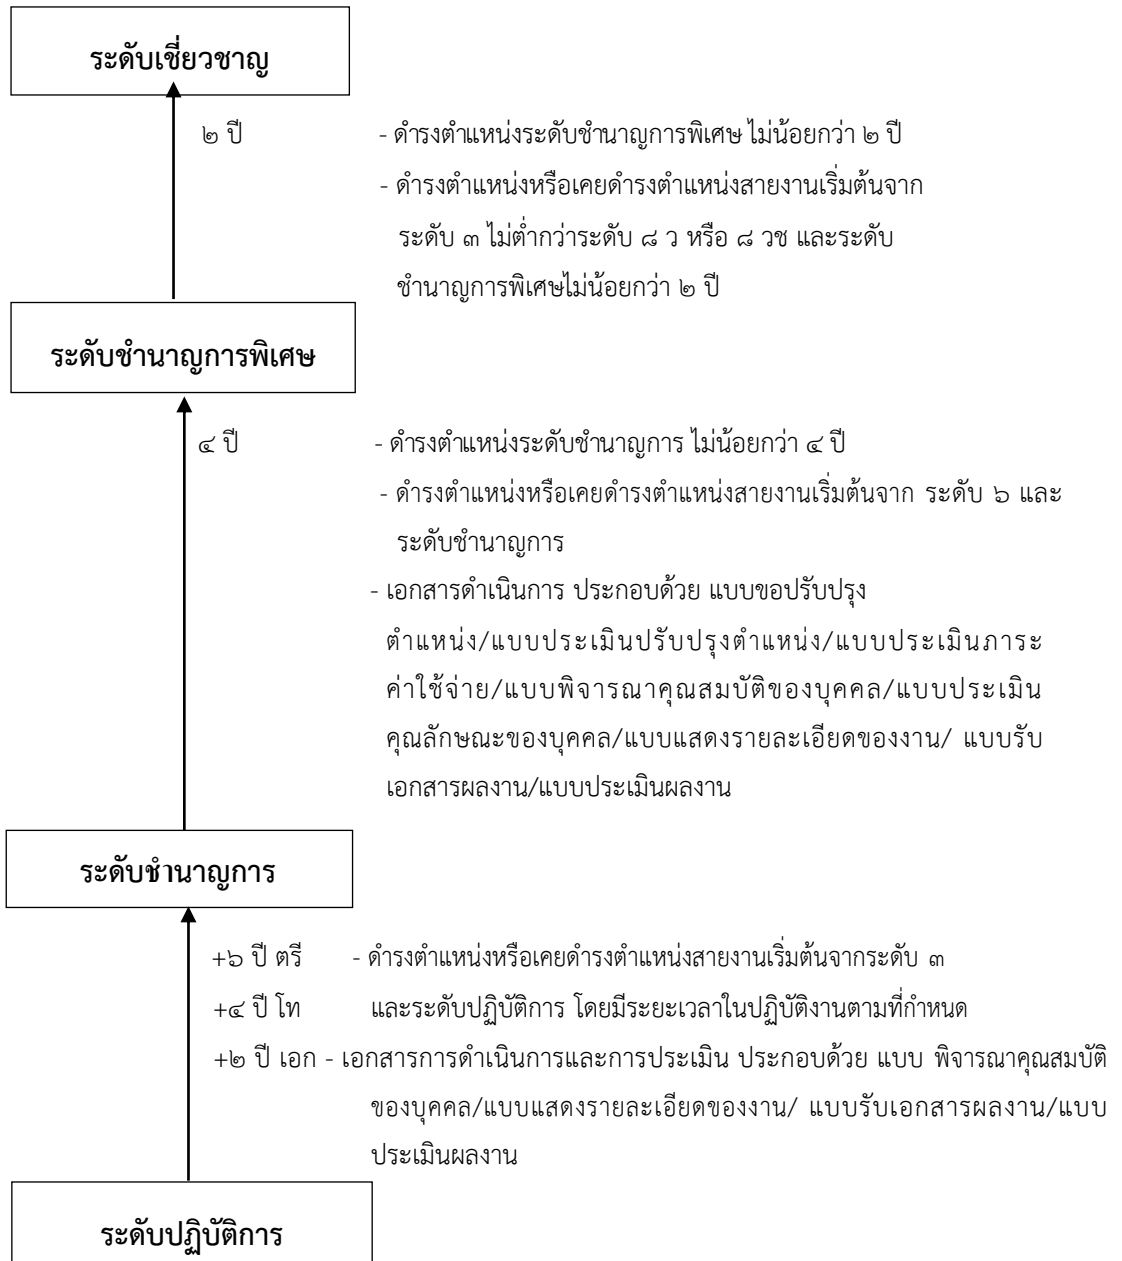 ระดับเชี่ยวชาญ
๒ ปี - ดำรงตำแหน่งระดับชำนาญการพิเศษ ไม่น้อยกว่า ๒ ปี
- ดำรงตำแหน่งหรือเคยดำรงตำแหน่งสายงานเริ่มต้นจาก
ระดับ ๓ ไม่ต่ำกว่าระดับ ๘ ว หรือ ๘ วช และระดับ
ชำนาญการพิเศษไม่น้อยกว่า ๒ ปี
ระดับชำนาญการพิเศษ
๔ ปี - ดำรงตำแหน่งระดับชำนาญการ ไม่น้อยกว่า ๔ ปี
- ดำรงตำแหน่งหรือเคยดำรงตำแหน่งสายงานเริ่มต้นจาก ระดับ ๖ และ
ระดับชำนาญการ
- เอกสารดำเนินการ ประกอบด้วย แบบขอปรับปรุง
ตำแหน่ง/แบบประเมินปรับปรุงตำแหน่ง/แบบประเมินภาระ
ค่าใช้จ่าย/แบบพิจารณาคุณสมบัติของบุคคล/แบบประเมิน
คุณลักษณะของบุคคล/แบบแสดงรายละเอียดของงาน/ แบบรับ
เอกสารผลงาน/แบบประเมินผลงาน
ระดับชำนาญการ
+๖ ปี ตรี - ดำรงตำแหน่งหรือเคยดำรงตำแหน่งสายงานเริ่มต้นจากระดับ ๓
+๔ ปี โท และระดับปฏิบัติการ โดยมีระยะเวลาในปฏิบัติงานตามที่กำหนด
+๒ ปี เอก - เอกสารการดำเนินการและการประเมิน ประกอบด้วย แบบ พิจารณาคุณสมบัติ
ของบุคคล/แบบแสดงรายละเอียดของงาน/ แบบรับเอกสารผลงาน/แบบ
ประเมินผลงาน
ระดับปฏิบัติการ